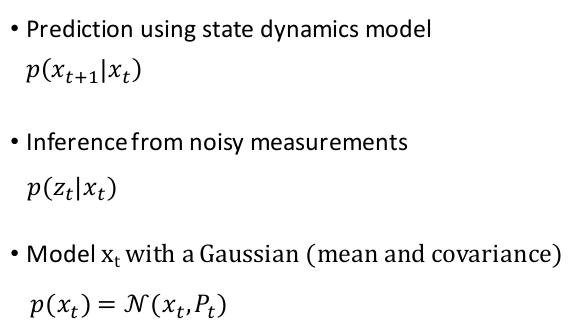 • Prediction using state dynamics model
p(x_{t+1}|x_t)
• Inference from noisy measurements
p(z_t|x_t)
• Model x_t with a Gaussian (mean and covariance)
p(x_t) = 𝒩(x_t, P_t)